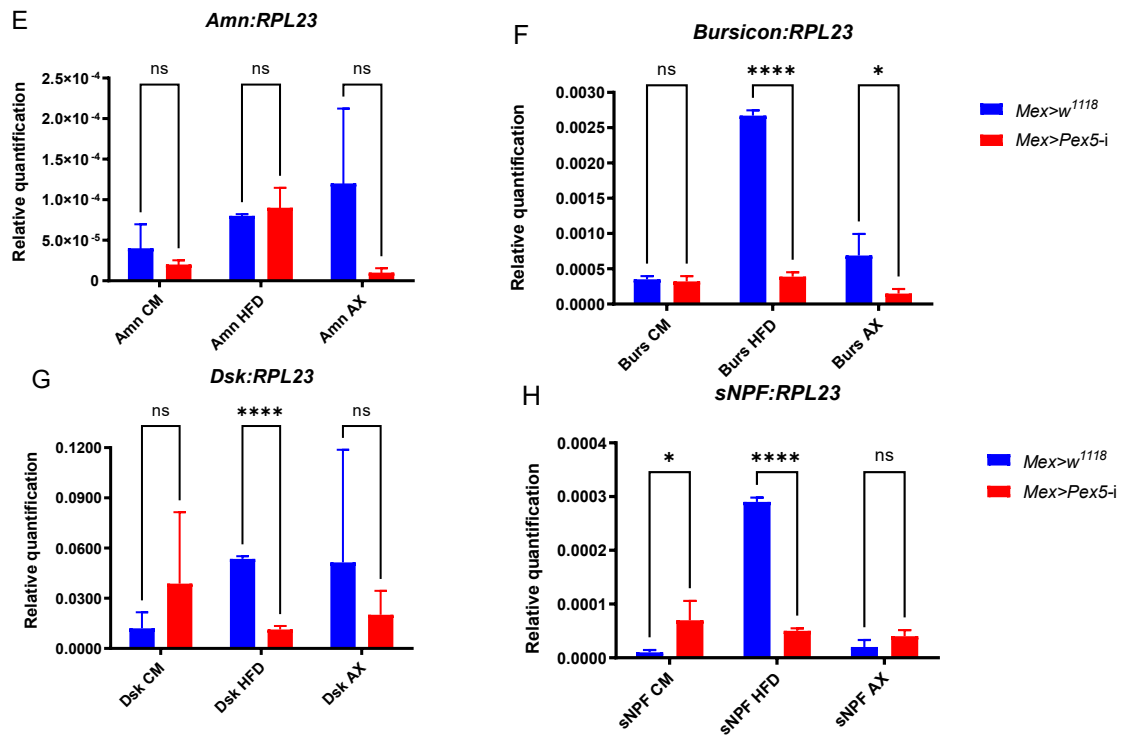 E
Amn:RPL23
ns
ns
ns
2.5×10⁻⁴
2.0×10⁻⁴
1.5×10⁻⁴
1.0×10⁻⁴
5.0×10⁻⁵
0
Relative quantification
Amn CM
Amn HFD
Amn AX
F
Bursicon:RPL23
ns
****
*
0.0030
0.0025
0.0020
0.0015
0.0010
0.0005
0.0000
Relative quantification
Burs CM
Burs HFD
Burs AX
Mex>w¹¹¹⁸
Mex>Pex5-i
G
Dsk:RPL23
ns
****
ns
0.1200
0.0900
0.0600
0.0300
0.0000
Relative quantification
Dsk CM
Dsk HFD
Dsk AX
H
sNPF:RPL23
*
****
ns
0.0004
0.0003
0.0002
0.0001
0.0000
Relative quantification
sNPF CM
sNPF HFD
sNPF AX
Mex>w¹¹¹⁸
Mex>Pex5-i